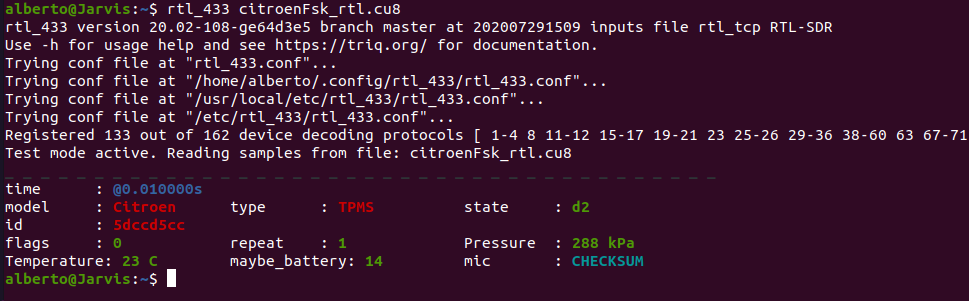 alberto@Jarvis:~$ rtl_433 citroenFsk_rtl.cu8
rtl_433 version 20.02-108-ge64d3e5 branch master at 202007291509 inputs file rtl_tcp RTL-SDR
Use -h for usage help and see https://triq.org/ for documentation.
Trying conf file at "rtl_433.conf"...
Trying conf file at "/home/alberto/.config/rtl_433/rtl_433.conf"...
Trying conf file at "/usr/local/etc/rtl_433/rtl_433.conf"...
Trying conf file at "/etc/rtl_433/rtl_433.conf"...
Registered 133 out of 162 device decoding protocols [ 1-4 8 11-12 15-17 19-21 23 25-26 29-36 38-60 63 67-71
Test mode active. Reading samples from file: citroenFsk_rtl.cu8
_ _ _ _ _ _ _ _ _ _ _ _ _ _ _ _ _ _ _ _ _ _ _ _ _ _ _ _ _ _ _ _ _ _ _ _ _ _ _ _
time : @0.010000s
model : Citroen type : TPMS state : d2
id : 5dccd5cc
flags : 0 repeat : 1 Pressure : 288 kPa
Temperature: 23 C maybe_battery: 14 mic : CHECKSUM
alberto@Jarvis:~$